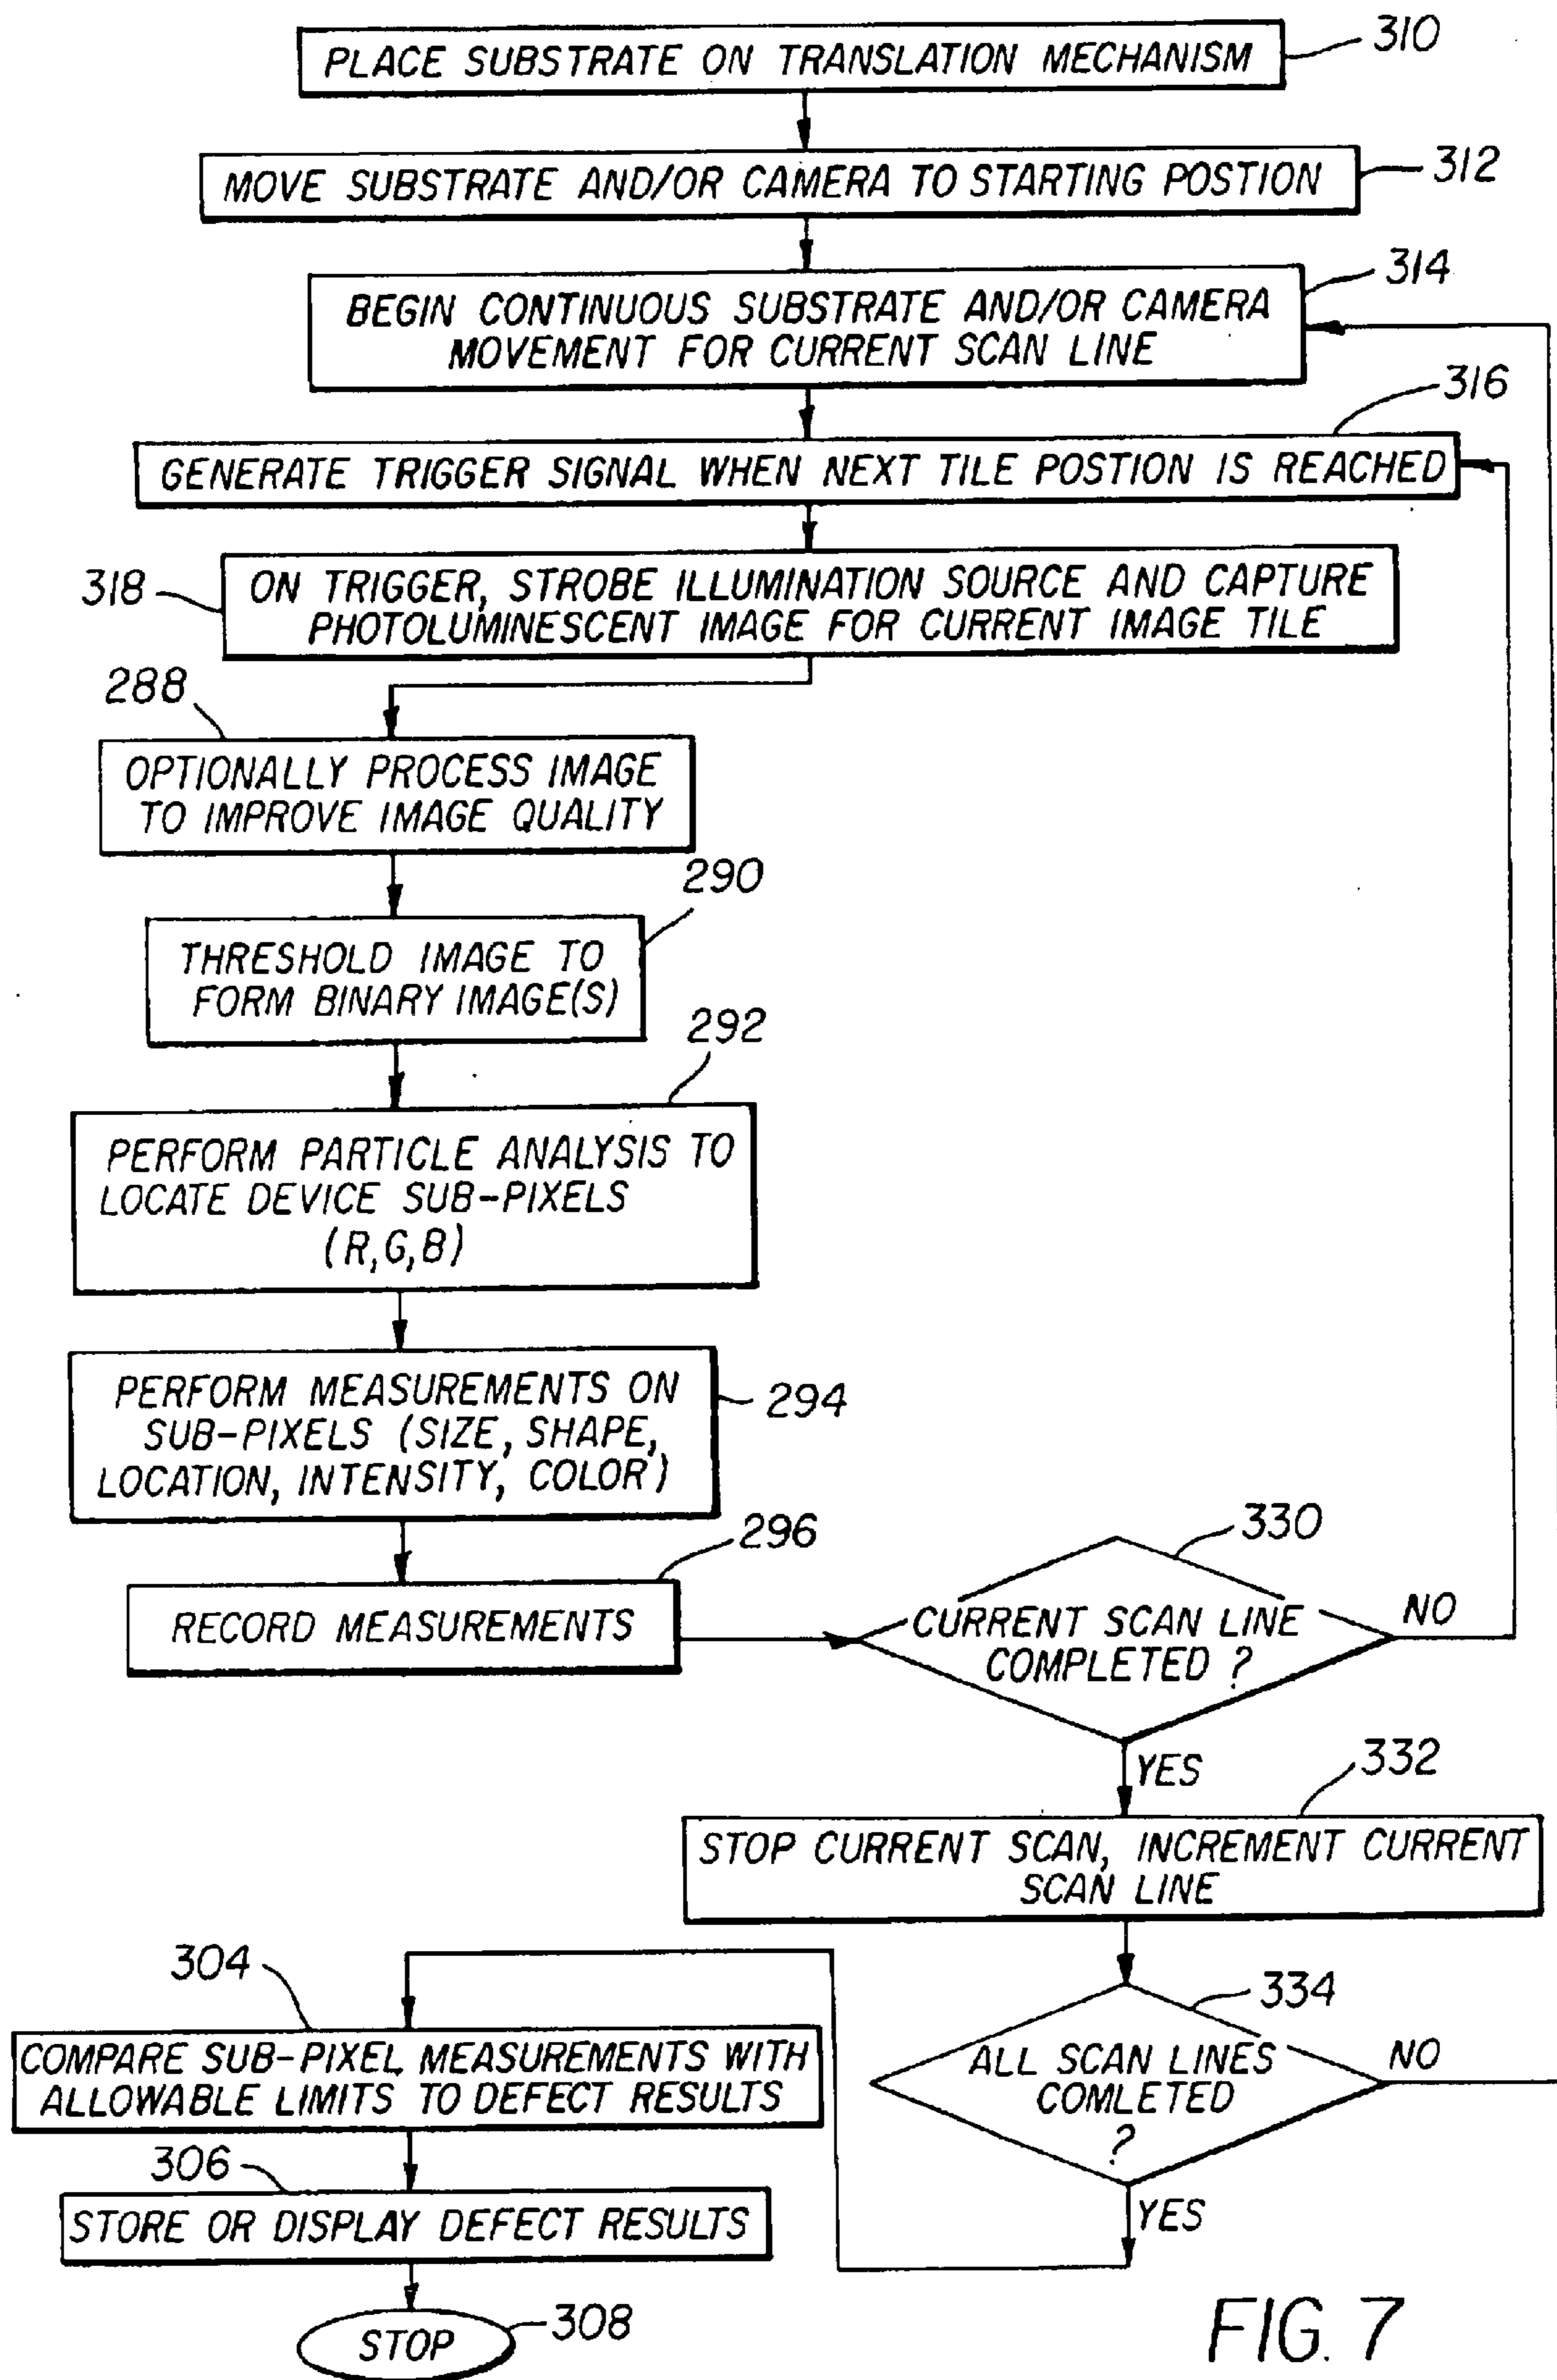 PLACE SUBSTRATE ON TRANSLATION MECHANISM
310
MOVE SUBSTRATE AND/OR CAMERA TO STARTING POSTION
312
314
BEGIN CONTINUOUS SUBSTRATE AND/OR CAMERA
MOVEMENT FOR CURRENT SCAN LINE
316
GENERATE TRIGGER SIGNAL WHEN NEXT TILE POSTION IS REACHED
318
ON TRIGGER, STROBE ILLUMINATION SOURCE AND CAPTURE
PHOTOLUMINESCENT IMAGE FOR CURRENT IMAGE TILE
288
OPTIONALLY PROCESS IMAGE
TO IMPROVE IMAGE QUALITY
290
THRESHOLD IMAGE TO
FORM BINARY IMAGE(S)
292
PERFORM PARTICLE ANALYSIS TO
LOCATE DEVICE SUB-PIXELS
(R,G,B)
PERFORM MEASUREMENTS ON
SUB-PIXELS (SIZE, SHAPE,
LOCATION, INTENSITY, COLOR)
294
296
RECORD MEASUREMENTS
330
CURRENT SCAN LINE
COMPLETED ?
NO
YES
332
STOP CURRENT SCAN, INCREMENT CURRENT
SCAN LINE
334
ALL SCAN LINES
COMLETED
?
NO
YES
304
COMPARE SUB-PIXEL MEASUREMENTS WITH
ALLOWABLE LIMITS TO DEFECT RESULTS
306
STORE OR DISPLAY DEFECT RESULTS
STOP
308
FIG. 7